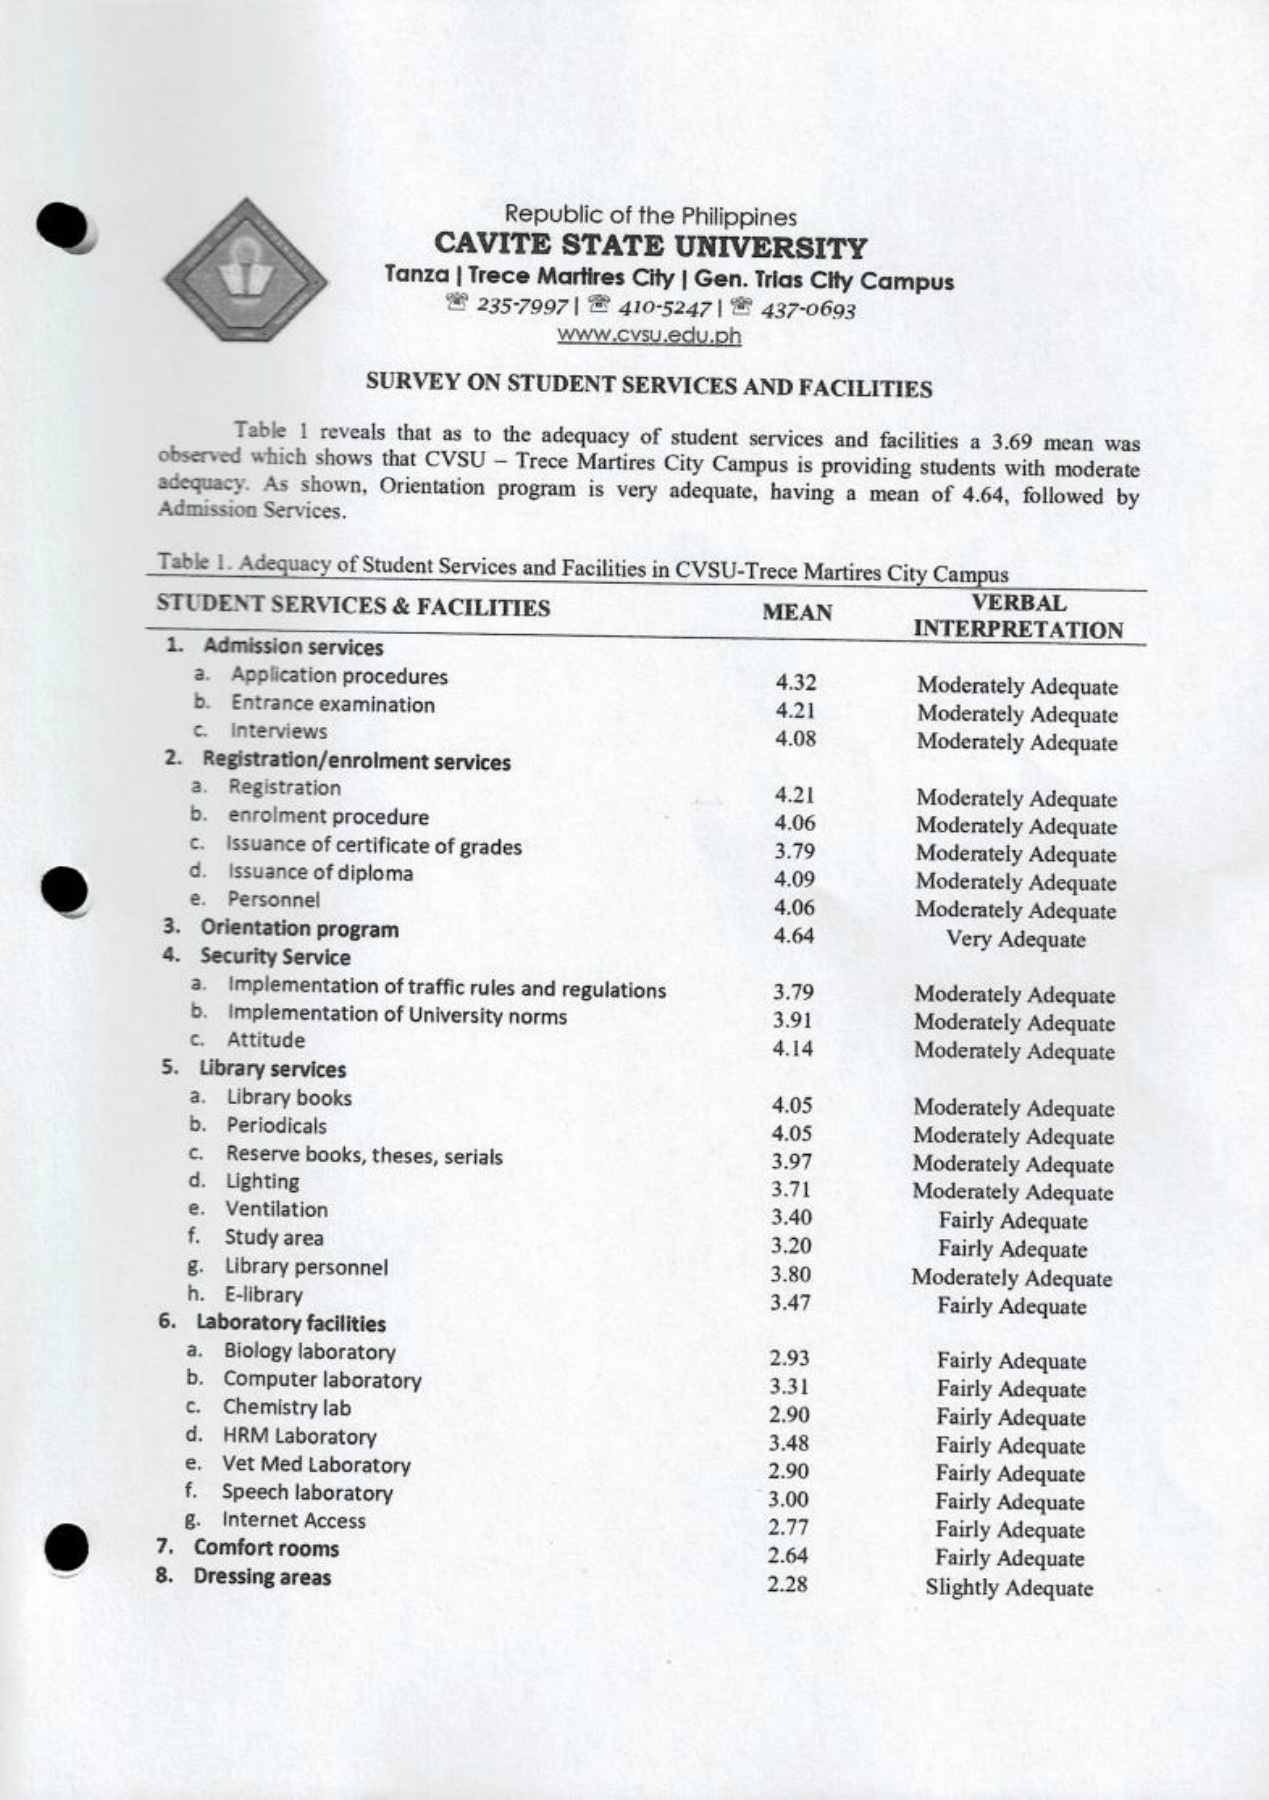 Republic of the Philippines
CAVITE STATE UNIVERSITY
Tanza | Trece Martires City | Gen. Trias City Campus
☏ 235-7997 | ☏ 410-5247 | ☏ 437-0693
www.cvsu.edu.ph
SURVEY ON STUDENT SERVICES AND FACILITIES
Table 1 reveals that as to the adequacy of student services and facilities a 3.69 mean was
observed which shows that CVSU – Trece Martires City Campus is providing students with moderate
adequacy. As shown, Orientation program is very adequate, having a mean of 4.64, followed by
Admission Services.
Table 1. Adequacy of Student Services and Facilities in CVSU-Trece Martires City Campus
STUDENT SERVICES & FACILITIES MEAN VERBAL INTERPRETATION
1. Admission services
a. Application procedures 4.32 Moderately Adequate
b. Entrance examination 4.21 Moderately Adequate
c. Interviews 4.08 Moderately Adequate
2. Registration/enrolment services
a. Registration 4.21 Moderately Adequate
b. enrolment procedure 4.06 Moderately Adequate
c. Issuance of certificate of grades 3.79 Moderately Adequate
d. Issuance of diploma 4.09 Moderately Adequate
e. Personnel 4.06 Moderately Adequate
3. Orientation program 4.64 Very Adequate
4. Security Service
a. Implementation of traffic rules and regulations 3.79 Moderately Adequate
b. Implementation of University norms 3.91 Moderately Adequate
c. Attitude 4.14 Moderately Adequate
5. Library services
a. Library books 4.05 Moderately Adequate
b. Periodicals 4.05 Moderately Adequate
c. Reserve books, theses, serials 3.97 Moderately Adequate
d. Lighting 3.71 Moderately Adequate
e. Ventilation 3.40 Fairly Adequate
f. Study area 3.20 Fairly Adequate
g. Library personnel 3.80 Moderately Adequate
h. E-library 3.47 Fairly Adequate
6. Laboratory facilities
a. Biology laboratory 2.93 Fairly Adequate
b. Computer laboratory 3.31 Fairly Adequate
c. Chemistry lab 2.90 Fairly Adequate
d. HRM Laboratory 3.48 Fairly Adequate
e. Vet Med Laboratory 2.90 Fairly Adequate
f. Speech laboratory 3.00 Fairly Adequate
g. Internet Access 2.77 Fairly Adequate
7. Comfort rooms 2.64 Fairly Adequate
8. Dressing areas 2.28 Slightly Adequate